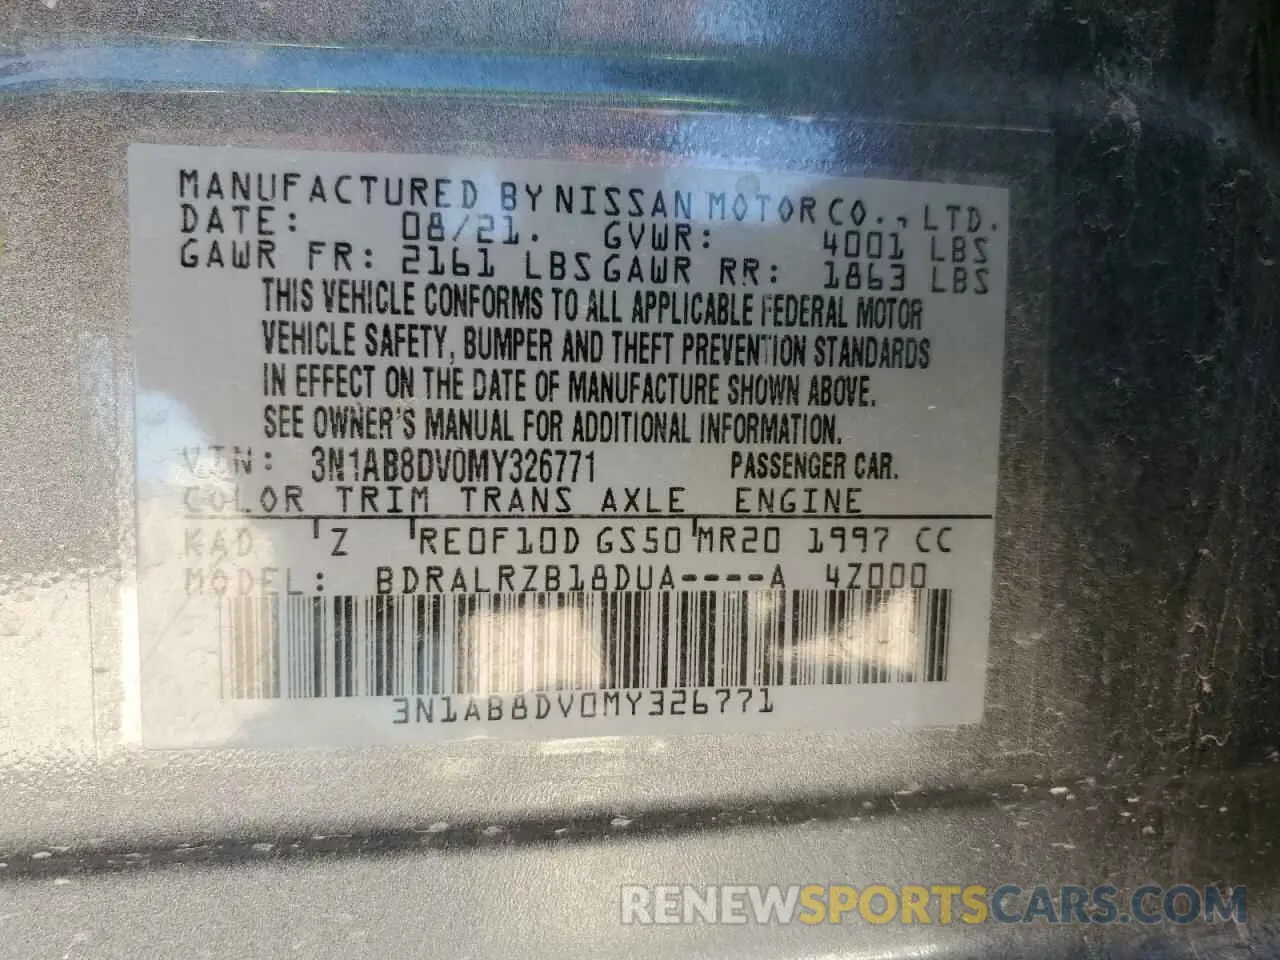 MANUFACTURED BY NISSAN MOTOR CO., LTD.
DATE: 08/21. GVWR: 4001 LBS
GAWR FR: 2161 LBS GAWR RR: 1863 LBS
THIS VEHICLE CONFORMS TO ALL APPLICABLE FEDERAL MOTOR
VEHICLE SAFETY, BUMPER AND THEFT PREVENTION STANDARDS
IN EFFECT ON THE DATE OF MANUFACTURE SHOWN ABOVE.
SEE OWNER'S MANUAL FOR ADDITIONAL INFORMATION.
VIN: 3N1AB8DV0MY326771 PASSENGER CAR.
COLOR TRIM TRANS AXLE ENGINE
KAD Z RE0F10D GS50 MR20 1997 CC
MODEL: BDRALRZB18DUA----A 4Z000
3N1AB8DV0MY326771
RENEWSPORTSCARS.COM